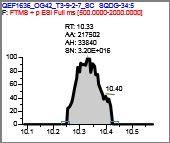 QEF1636_OG42_T3-9-2-7_SC SQDG-34:5
F: FTMS + p ESI Full ms [500.0000-2000.0000]
RT: 10.33
AA: 217502
AH: 33840
SN: 3.20E+016
100
80
60
40
20
0
10.40
10.1 10.2 10.3 10.4 10.5 10.6